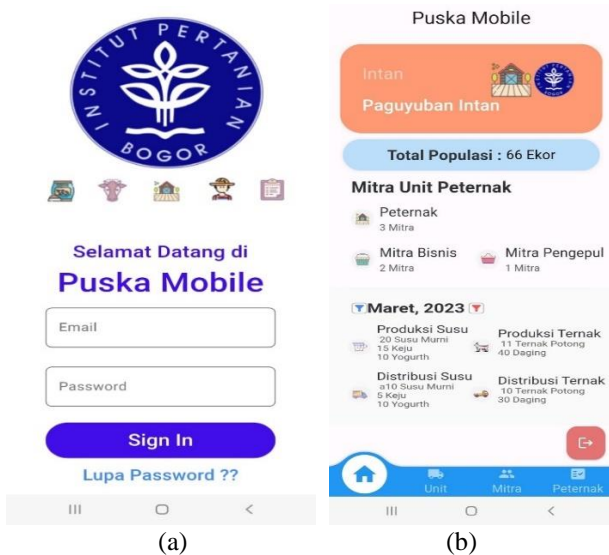 INSTITUT PERTANIAN
BOGOR
Selamat Datang di
Puska Mobile
Email
Password
Sign In
Lupa Password ??
(a)
Puska Mobile
Intan
Paguyuban Intan
Total Populasi : 66 Ekor
Mitra Unit Peternak
Peternak
3 Mitra
Mitra Bisnis
2 Mitra
Mitra Pengepul
1 Mitra
Maret, 2023
Produksi Susu
20 Susu Murni
15 Keju
10 Yogurth
Produksi Ternak
11 Ternak Potong
40 Daging
Distribusi Susu
a10 Susu Murni
5 Keju
10 Yogurth
Distribusi Ternak
10 Ternak Potong
30 Daging
Unit
Mitra
Peternak
(b)